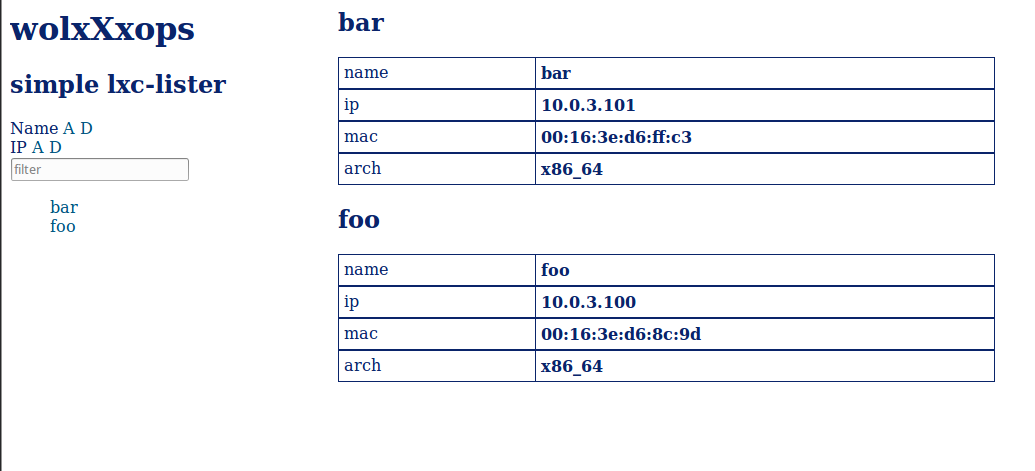 wolxXxops
simple lxc-lister
Name A D
IP A D
filter
bar
foo
bar
name bar
ip 10.0.3.101
mac 00:16:3e:d6:ff:c3
arch x86_64
foo
name foo
ip 10.0.3.100
mac 00:16:3e:d6:8c:9d
arch x86_64